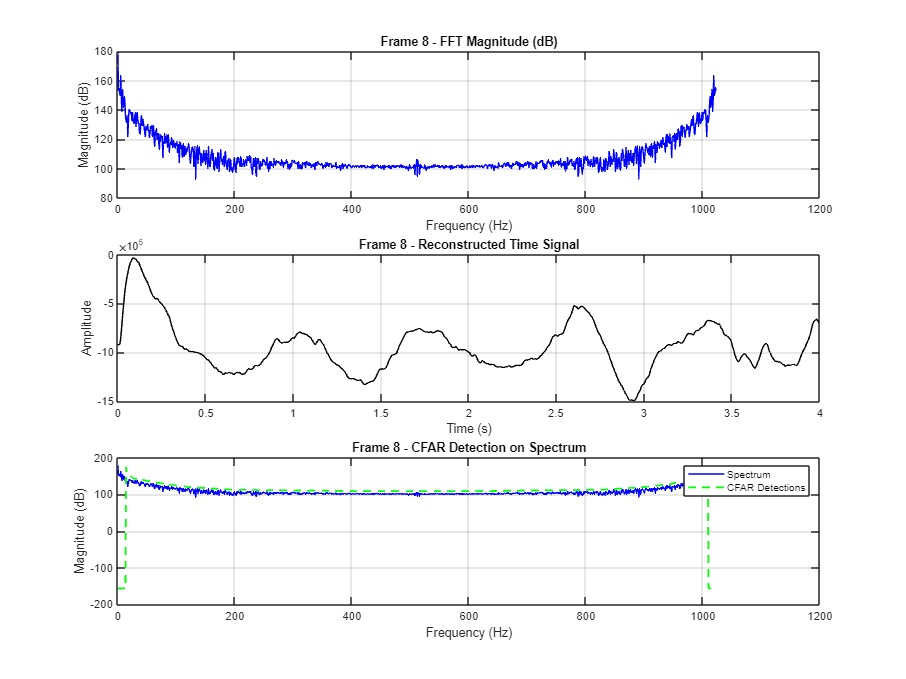 Frame 8 - FFT Magnitude (dB)
180
160
140
120
100
80
Magnitude (dB)
0 200 400 600 800 1000 1200
Frequency (Hz)
Frame 8 - Reconstructed Time Signal
×10⁵
0
-5
-10
-15
Amplitude
0 0.5 1 1.5 2 2.5 3 3.5 4
Time (s)
Frame 8 - CFAR Detection on Spectrum
200
100
0
-100
-200
Magnitude (dB)
Spectrum
CFAR Detections
0 200 400 600 800 1000 1200
Frequency (Hz)